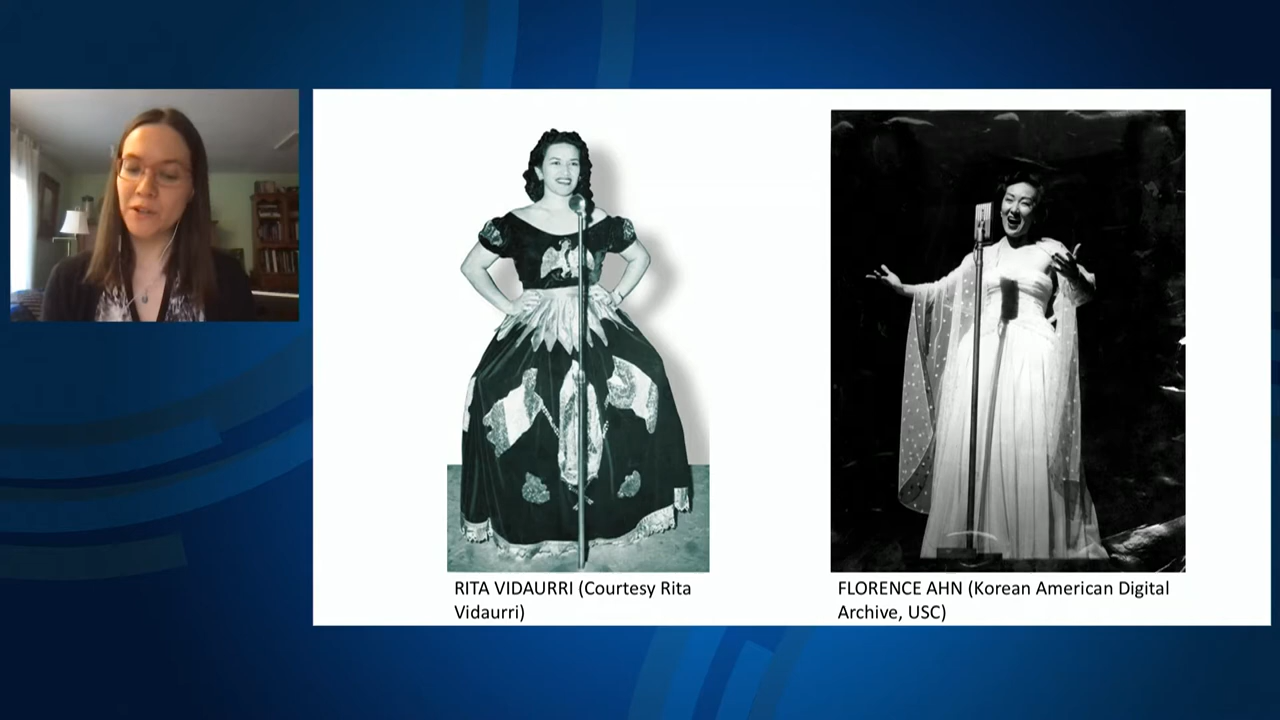 RITA VIDAURRI (Courtesy Rita
Vidaurri)
FLORENCE AHN (Korean American Digital
Archive, USC)